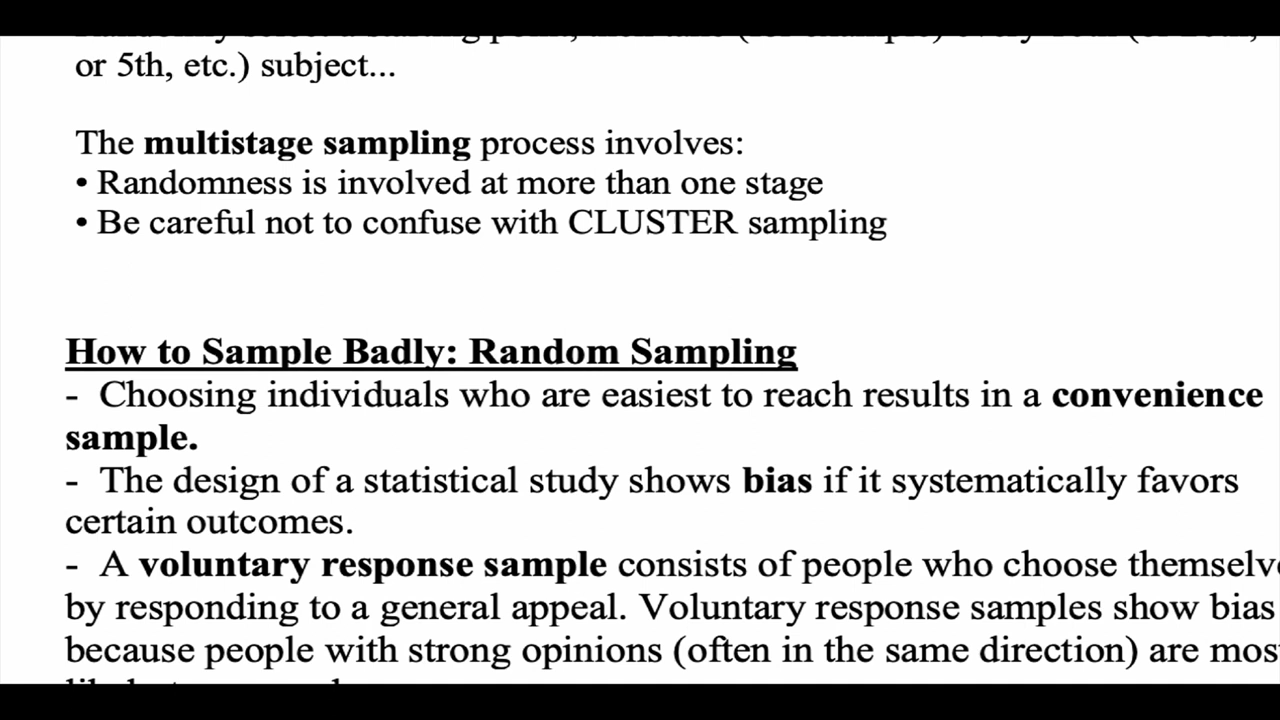 or 5th, etc.) subject...
The multistage sampling process involves:
• Randomness is involved at more than one stage
• Be careful not to confuse with CLUSTER sampling
How to Sample Badly: Random Sampling
- Choosing individuals who are easiest to reach results in a convenience
sample.
- The design of a statistical study shows bias if it systematically favors
certain outcomes.
- A voluntary response sample consists of people who choose themselve
by responding to a general appeal. Voluntary response samples show bias
because people with strong opinions (often in the same direction) are mos